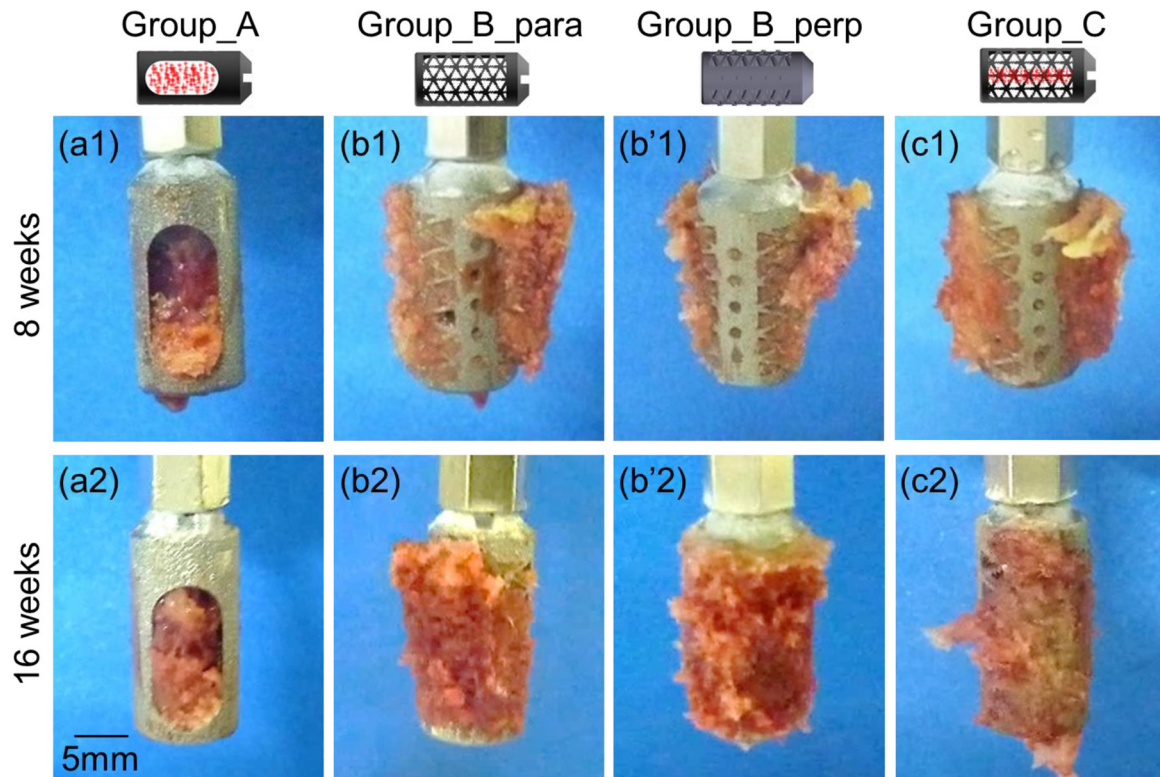 Group_A
Group_B_para
Group_B_perp
Group_C
8 weeks
(a1)
(b1)
(b'1)
(c1)
16 weeks
(a2)
(b2)
(b'2)
(c2)
5mm